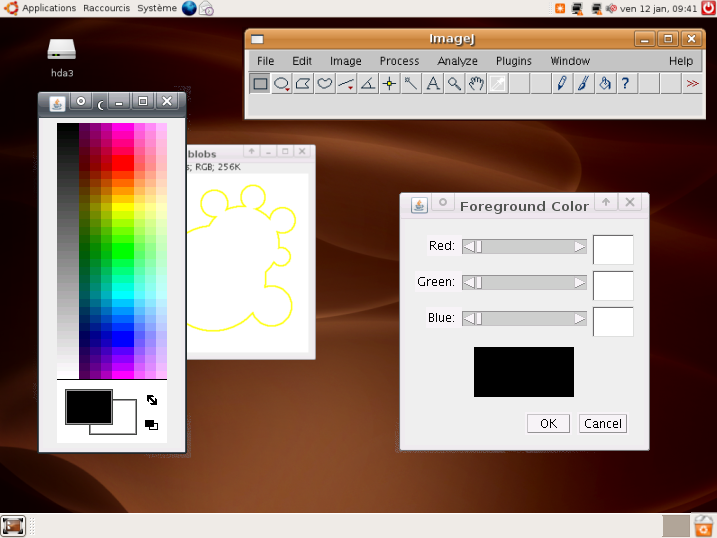 Applications Raccourcis Système ven 12 jan, 09:41
hda3
ImageJ
File Edit Image Process Analyze Plugins Window Help
A ? >>
blobs
s; RGB; 256K
Foreground Color
Red:
Green:
Blue:
OK Cancel